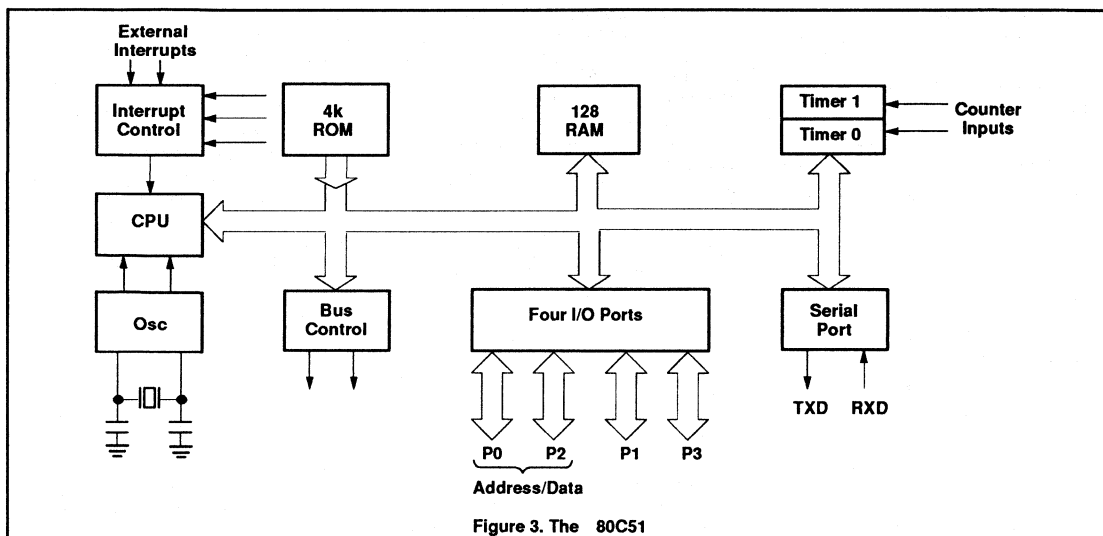 External
Interrupts
Interrupt
Control
4k
ROM
128
RAM
Timer 1
Timer 0
Counter
Inputs
CPU
Osc
Bus
Control
Four I/O Ports
Serial
Port
TXD RXD
P0 P2 P1 P3
Address/Data
Figure 3. The 80C51